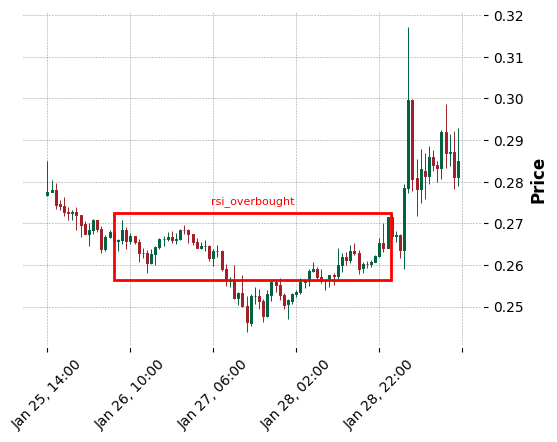 0.32
0.31
0.30
0.29
0.28
0.27
0.26
0.25
Price
rsi_overbought
Jan 25, 14:00
Jan 26, 10:00
Jan 27, 06:00
Jan 28, 02:00
Jan 28, 22:00